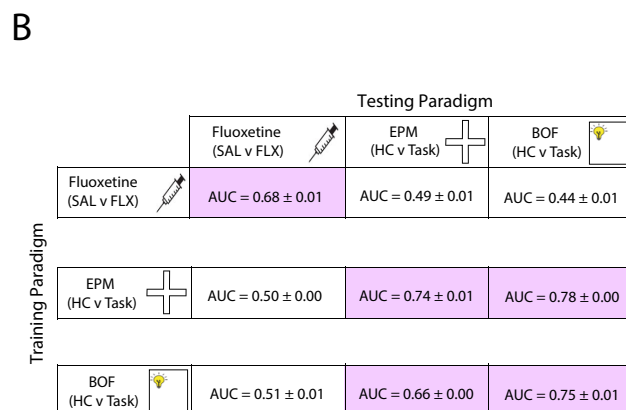 B
Testing Paradigm
Fluoxetine
(SAL v FLX)
EPM
(HC v Task)
BOF
(HC v Task)
Training Paradigm
Fluoxetine
(SAL v FLX)
AUC = 0.68 ± 0.01
AUC = 0.49 ± 0.01
AUC = 0.44 ± 0.01
EPM
(HC v Task)
AUC = 0.50 ± 0.00
AUC = 0.74 ± 0.01
AUC = 0.78 ± 0.00
BOF
(HC v Task)
AUC = 0.51 ± 0.01
AUC = 0.66 ± 0.00
AUC = 0.75 ± 0.01